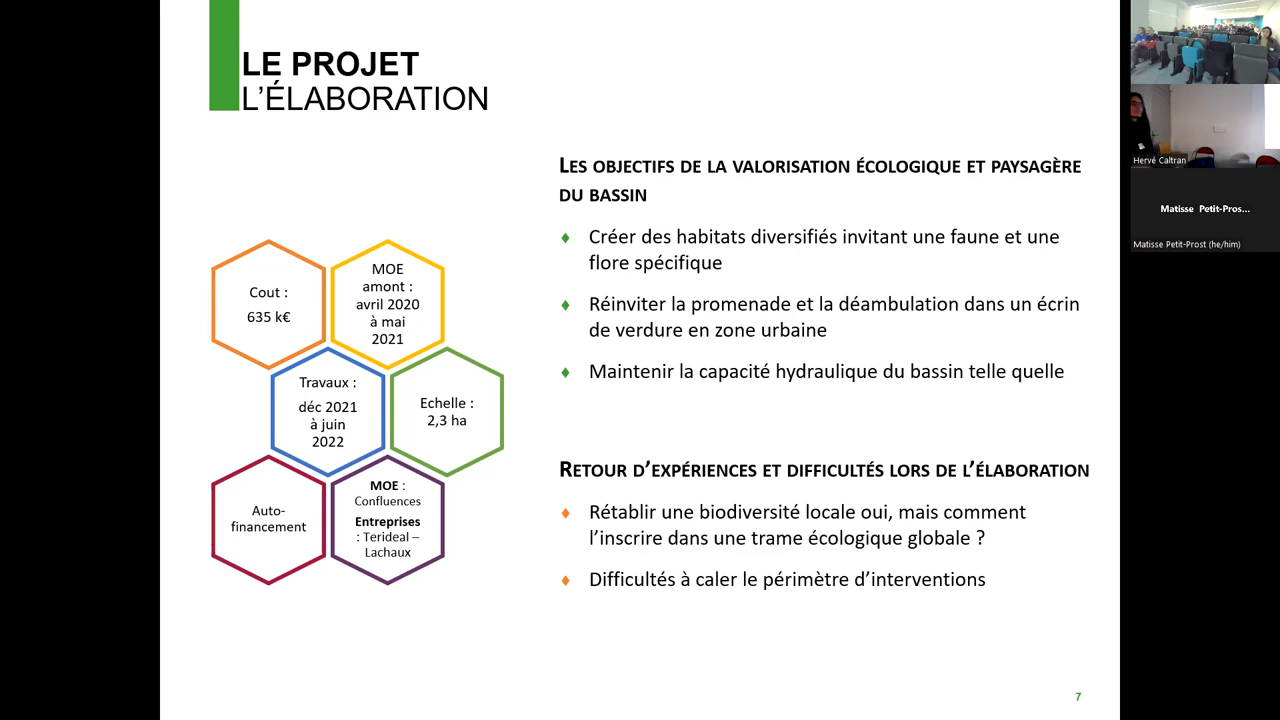 LE PROJET
L’ÉLABORATION
Cout :
635 k€
MOE
amont :
avril 2020
à mai
2021
Travaux :
déc 2021
à juin
2022
Echelle :
2,3 ha
Auto-
financement
MOE :
Confluences
Entreprises
: Terideal –
Lachaux
LES OBJECTIFS DE LA VALORISATION ÉCOLOGIQUE ET PAYSAGÈRE
DU BASSIN
Créer des habitats diversifiés invitant une faune et une
flore spécifique
Réinviter la promenade et la déambulation dans un écrin
de verdure en zone urbaine
Maintenir la capacité hydraulique du bassin telle quelle
RETOUR D’EXPÉRIENCES ET DIFFICULTÉS LORS DE L’ÉLABORATION
Rétablir une biodiversité locale oui, mais comment
l’inscrire dans une trame écologique globale ?
Difficultés à caler le périmètre d’interventions
7
Hervé Caltran
Matisse Petit-Pros...
Matisse Petit-Prost (he/him)